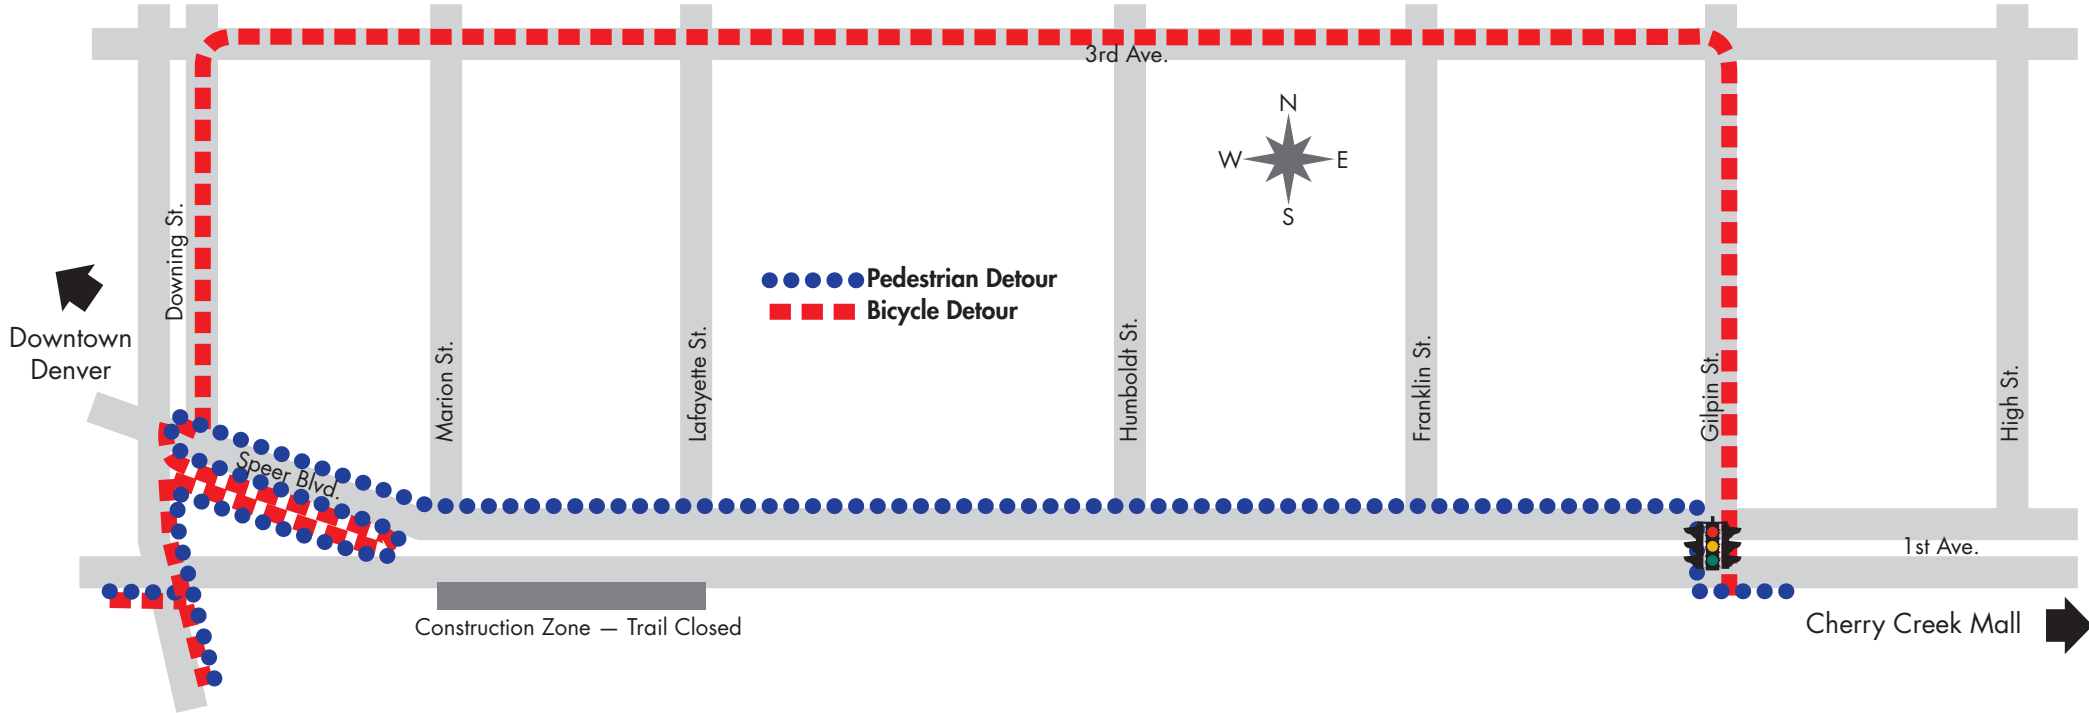 3rd Ave.
N
W
E
S
Downing St.
Pedestrian Detour
Bicycle Detour
Downtown
Denver
Marion St.
Lafayette St.
Humboldt St.
Franklin St.
Gilpin St.
High St.
Speer Blvd.
1st Ave.
Construction Zone — Trail Closed
Cherry Creek Mall